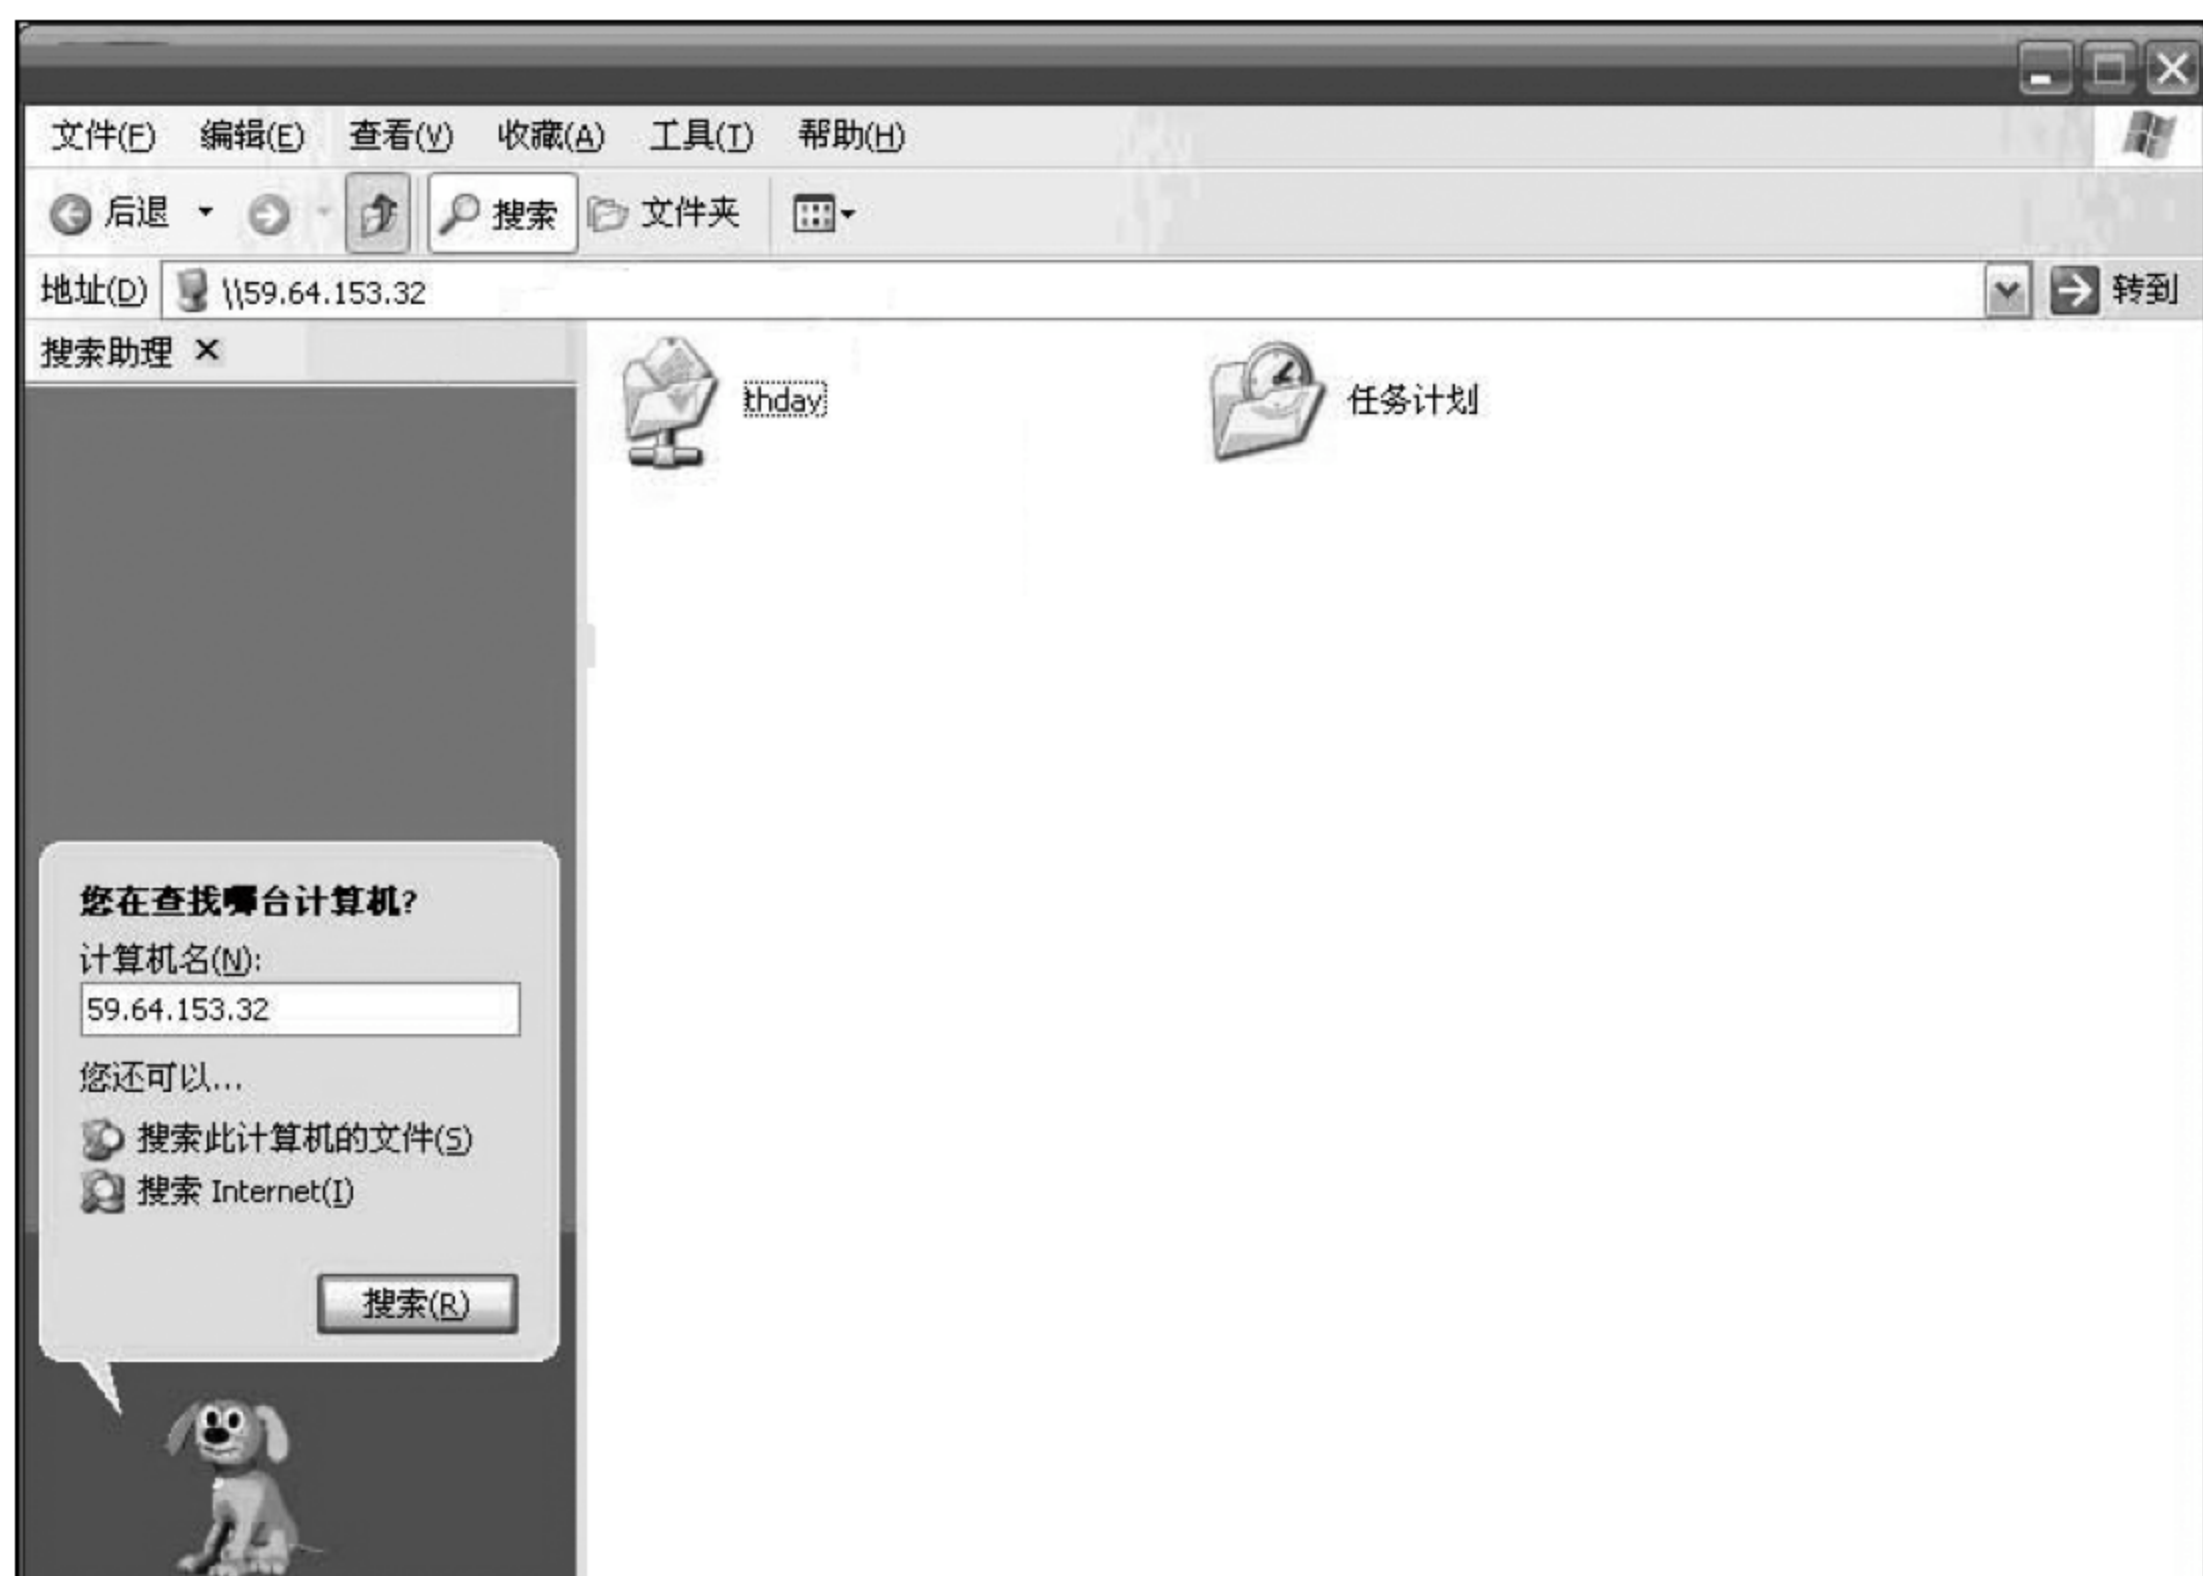 文件(F) 编辑(E) 查看(V) 收藏(A) 工具(T) 帮助(H)
后退 搜索 文件夹
地址(D) \\59.64.153.32 转到
搜索助理
thday 任务计划
您在查找哪台计算机?
计算机名(N):
59.64.153.32
您还可以...
搜索此计算机的文件(S)
搜索 Internet(I)
搜索(R)